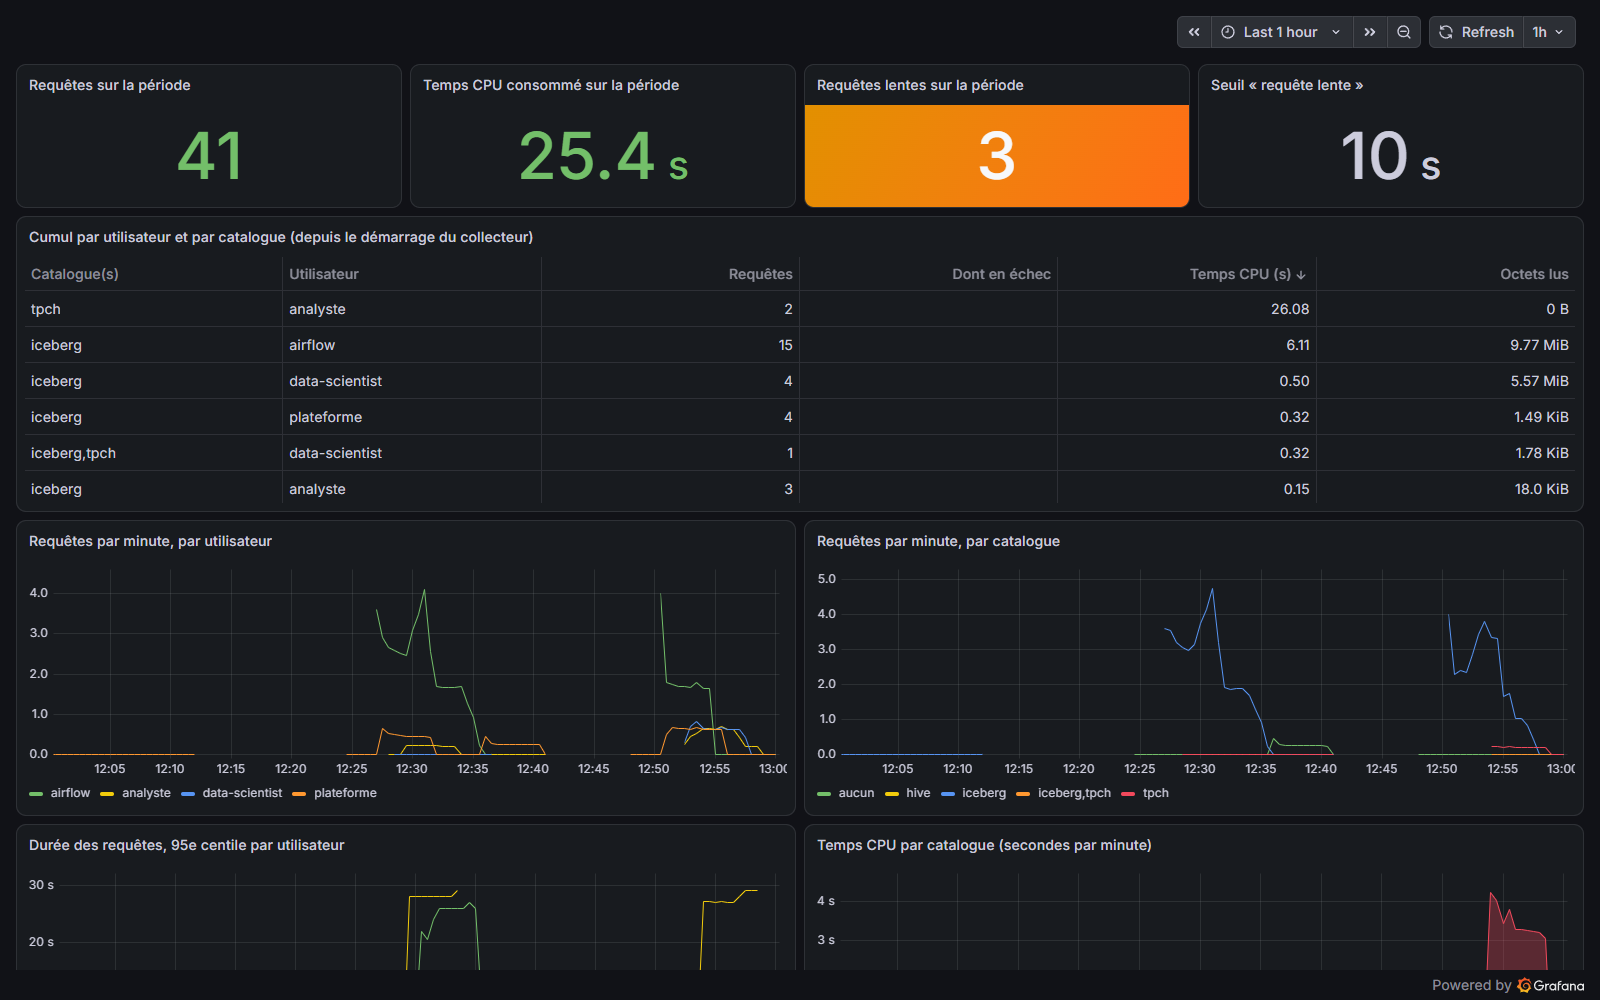 Last 1 hour Refresh 1h
Requêtes sur la période
41
Temps CPU consommé sur la période
25.4 s
Requêtes lentes sur la période
3
Seuil « requête lente »
10 s
Cumul par utilisateur et par catalogue (depuis le démarrage du collecteur)
Catalogue(s) Utilisateur Requêtes Dont en échec Temps CPU (s) Octets lus
tpch analyste 2 26.08 0 B
iceberg airflow 15 6.11 9.77 MiB
iceberg data-scientist 4 0.50 5.57 MiB
iceberg plateforme 4 0.32 1.49 KiB
iceberg,tpch data-scientist 1 0.32 1.78 KiB
iceberg analyste 3 0.15 18.0 KiB
Requêtes par minute, par utilisateur
4.0
3.0
2.0
1.0
0.0
12:05 12:10 12:15 12:20 12:25 12:30 12:35 12:40 12:45 12:50 12:55 13:00
airflow analyste data-scientist plateforme
Requêtes par minute, par catalogue
5.0
4.0
3.0
2.0
1.0
0.0
12:05 12:10 12:15 12:20 12:25 12:30 12:35 12:40 12:45 12:50 12:55 13:00
aucun hive iceberg iceberg,tpch tpch
Durée des requêtes, 95e centile par utilisateur
30 s
20 s
Temps CPU par catalogue (secondes par minute)
4 s
3 s
Powered by Grafana